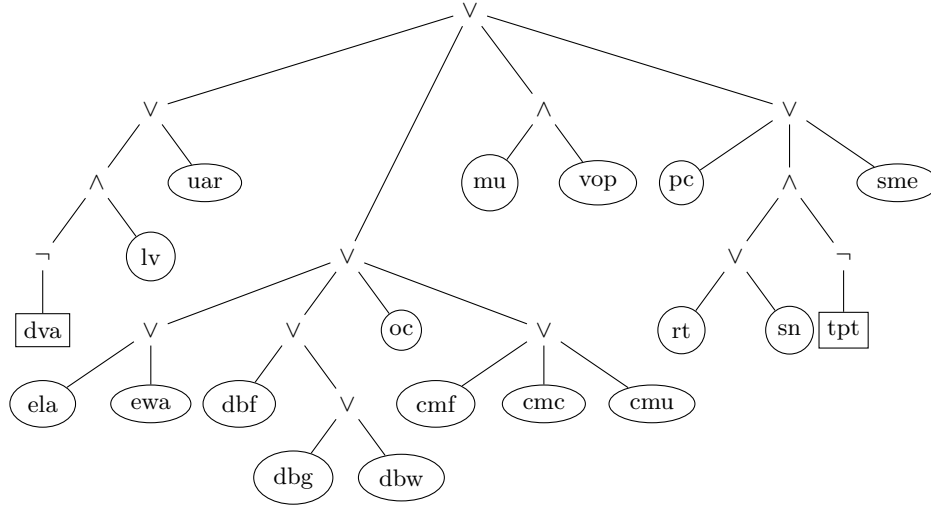 ∨
∨ ∧ ∨
∧ uar mu vop pc ∧ sme
¬ lv ∨ ∨ ¬
dva ∨ ∨ oc ∨ rt sn tpt
ela ewa dbf ∨ cmf cmc cmu
dbg dbw